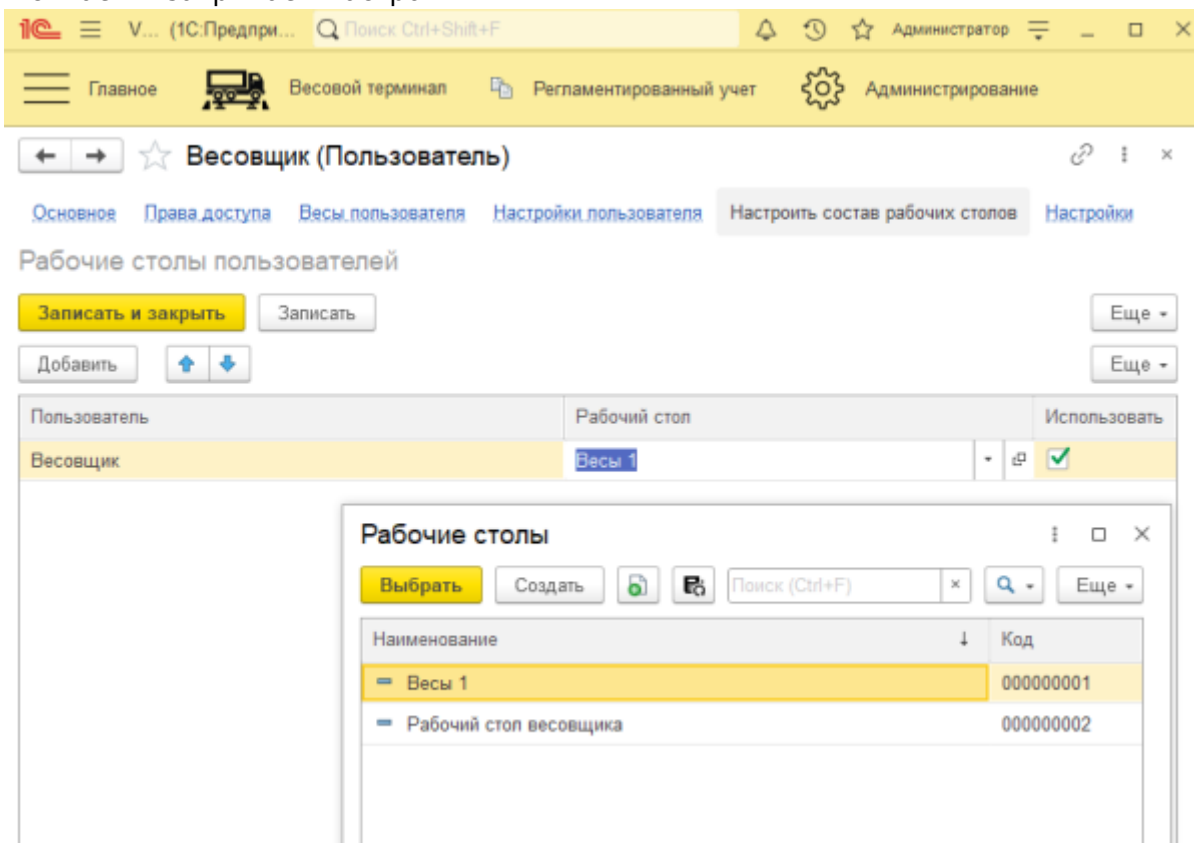 1С V... (1С:Предпри... Поиск Ctrl+Shift+F Администратор
Главное Весовой терминал Регламентированный учет Администрирование
Весовщик (Пользователь)
Основное Права доступа Весы пользователя Настройки пользователя Настроить состав рабочих столов Настройки
Рабочие столы пользователей
Записать и закрыть Записать Еще
Добавить Еще
Пользователь Рабочий стол Использовать
Весовщик Весы 1
Рабочие столы
Выбрать Создать Поиск (Ctrl+F) Еще
Наименование Код
Весы 1 000000001
Рабочий стол весовщика 000000002